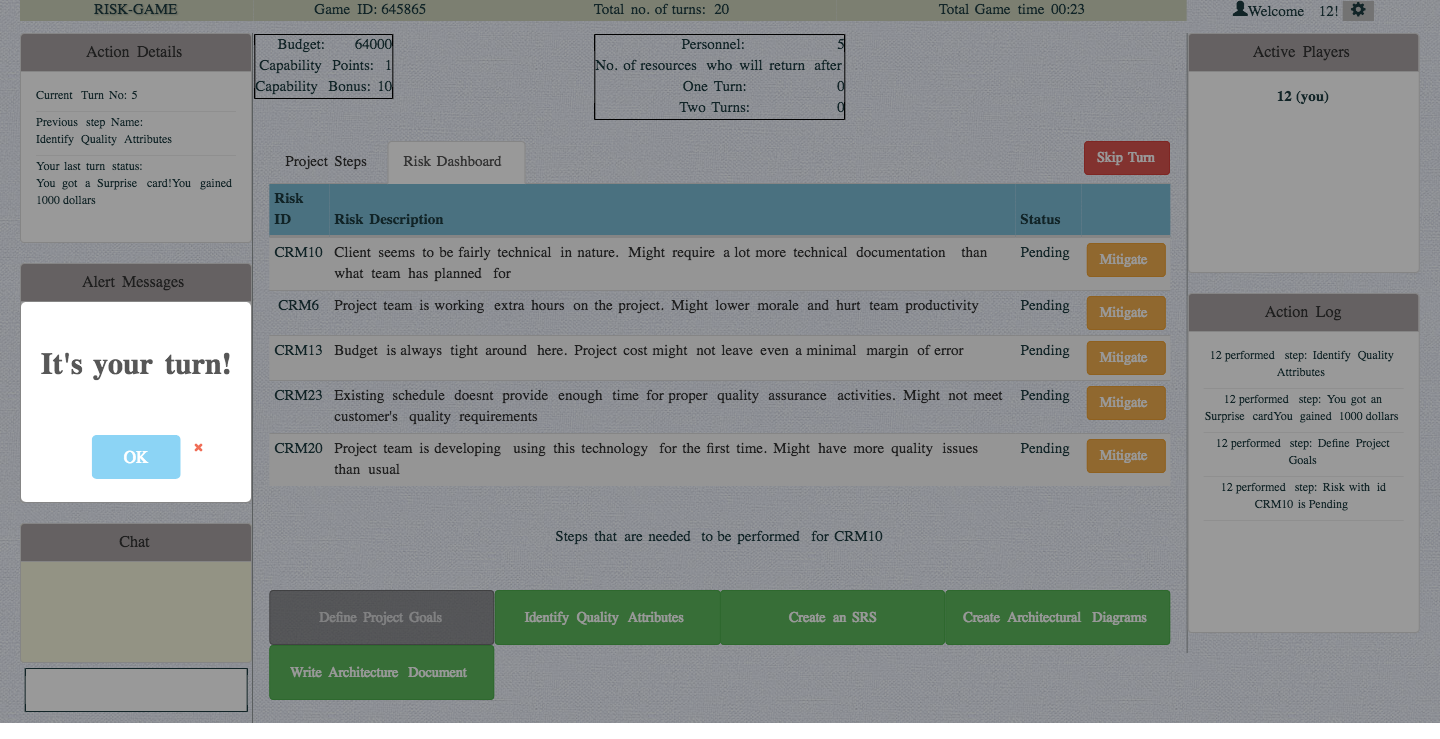 RISK-GAME
Game ID: 645865
Total no. of turns: 20
Total Game time 00:23
Welcome 12!
Action Details
Current Turn No: 5
Previous step Name:
Identify Quality Attributes
Your last turn status:
You got a Surprise card!You gained
1000 dollars
Alert Messages
It's your turn!
OK
Chat
Budget: 64000
Capability Points: 1
Capability Bonus: 10
Personnel: 5
No. of resources who will return after
One Turn: 0
Two Turns: 0
Project Steps
Risk Dashboard
Skip Turn
Risk
ID
Risk Description
Status
CRM10 Client seems to be fairly technical in nature. Might require a lot more technical documentation than Pending Mitigate
what team has planned for
CRM6 Project team is working extra hours on the project. Might lower morale and hurt team productivity Pending Mitigate
CRM13 Budget is always tight around here. Project cost might not leave even a minimal margin of error Pending Mitigate
CRM23 Existing schedule doesnt provide enough time for proper quality assurance activities. Might not meet Pending Mitigate
customer's quality requirements
CRM20 Project team is developing using this technology for the first time. Might have more quality issues Pending Mitigate
than usual
Steps that are needed to be performed for CRM10
Define Project Goals
Identify Quality Attributes
Create an SRS
Create Architectural Diagrams
Write Architecture Document
Active Players
12 (you)
Action Log
12 performed step: Identify Quality
Attributes
12 performed step: You got an
Surprise cardYou gained 1000 dollars
12 performed step: Define Project
Goals
12 performed step: Risk with id
CRM10 is Pending